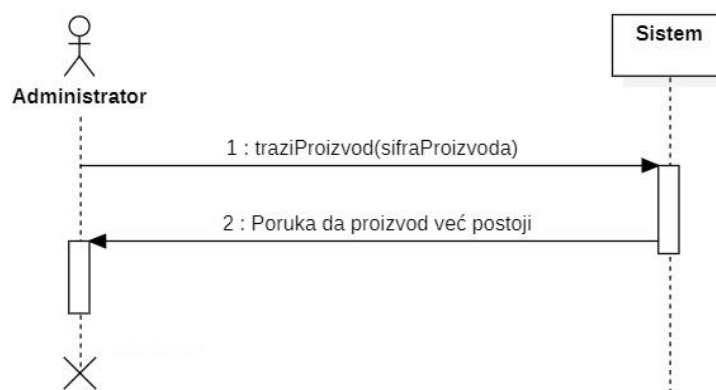 Sistem
Administrator
1 : traziProizvod(sifraProizvoda)
2 : Poruka da proizvod već postoji